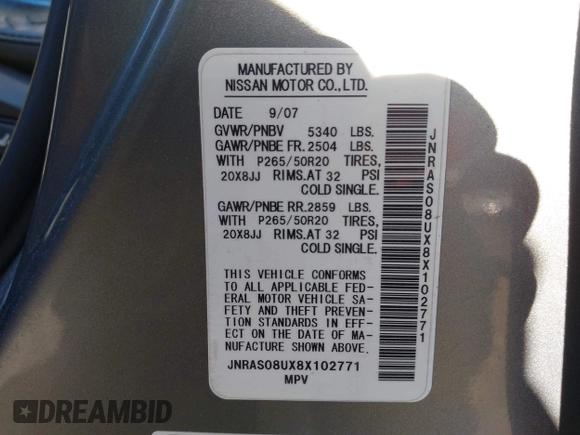 MANUFACTURED BY
NISSAN MOTOR CO.,LTD.
DATE 9/07
GVWR/PNBV 5340 LBS.
GAWR/PNBE FR. 2504 LBS.
WITH P265/50R20 TIRES,
20X8JJ RIMS.AT 32 PSI
COLD SINGLE.
GAWR/PNBE RR. 2859 LBS.
WITH P265/50R20 TIRES,
20X8JJ RIMS.AT 32 PSI
COLD SINGLE.
THIS VEHICLE CONFORMS
TO ALL APPLICABLE FED-
ERAL MOTOR VEHICLE SA-
FETY AND THEFT PREVEN-
TION STANDARDS IN EFF-
ECT ON THE DATE OF MA-
NUFACTURE SHOWN ABOVE.
JNRAS08UX8X102771
MPV
JNRAS08UX8X102771
DREAMBID